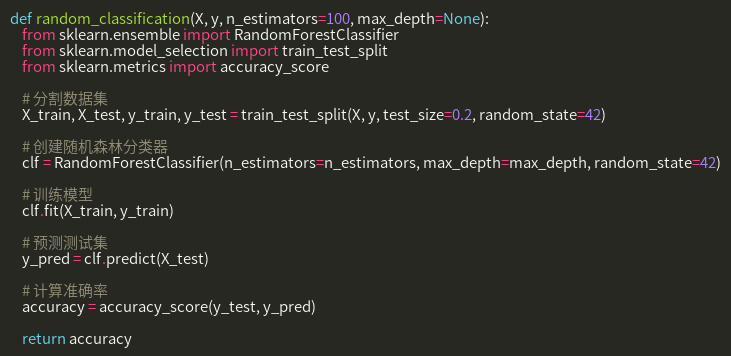 def random_classification(X, y, n_estimators=100, max_depth=None):
from sklearn.ensemble import RandomForestClassifier
from sklearn.model_selection import train_test_split
from sklearn.metrics import accuracy_score
# 分割数据集
X_train, X_test, y_train, y_test = train_test_split(X, y, test_size=0.2, random_state=42)
# 创建随机森林分类器
clf = RandomForestClassifier(n_estimators=n_estimators, max_depth=max_depth, random_state=42)
# 训练模型
clf.fit(X_train, y_train)
# 预测测试集
y_pred = clf.predict(X_test)
# 计算准确率
accuracy = accuracy_score(y_test, y_pred)
return accuracy